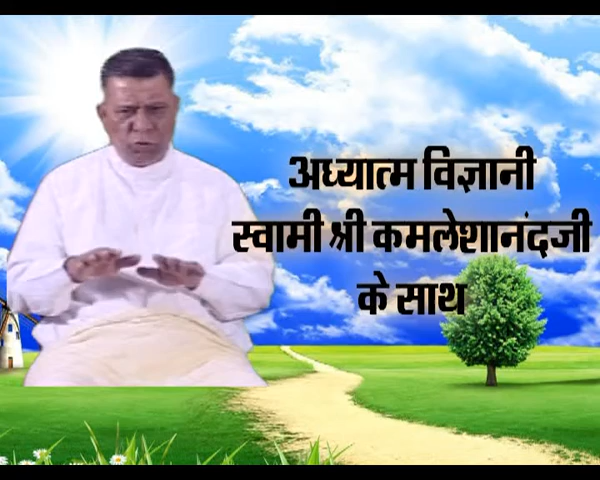 अध्यात्म विज्ञानी
स्वामी श्री कमलेशानंदजी
के साथ